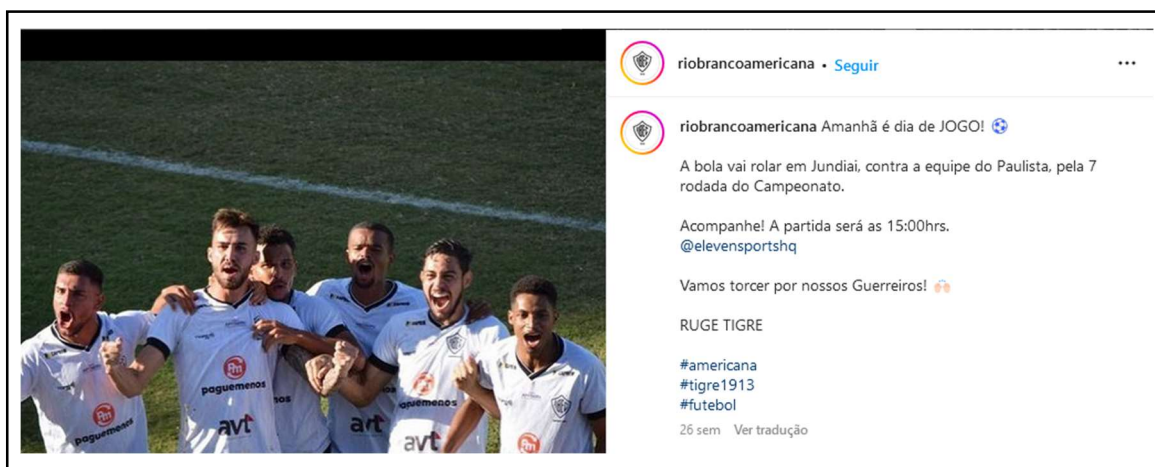 riobrancoamericana • Seguir
riobrancoamericana Amanhã é dia de JOGO!
A bola vai rolar em Jundiai, contra a equipe do Paulista, pela 7
rodada do Campeonato.
Acompanhe! A partida será as 15:00hrs.
@elevensportshq
Vamos torcer por nossos Guerreiros!
RUGE TIGRE
#americana
#tigre1913
#futebol
26 sem Ver tradução
paguemenos
avt
paguemenos
paguemenos
avt
paguemenos